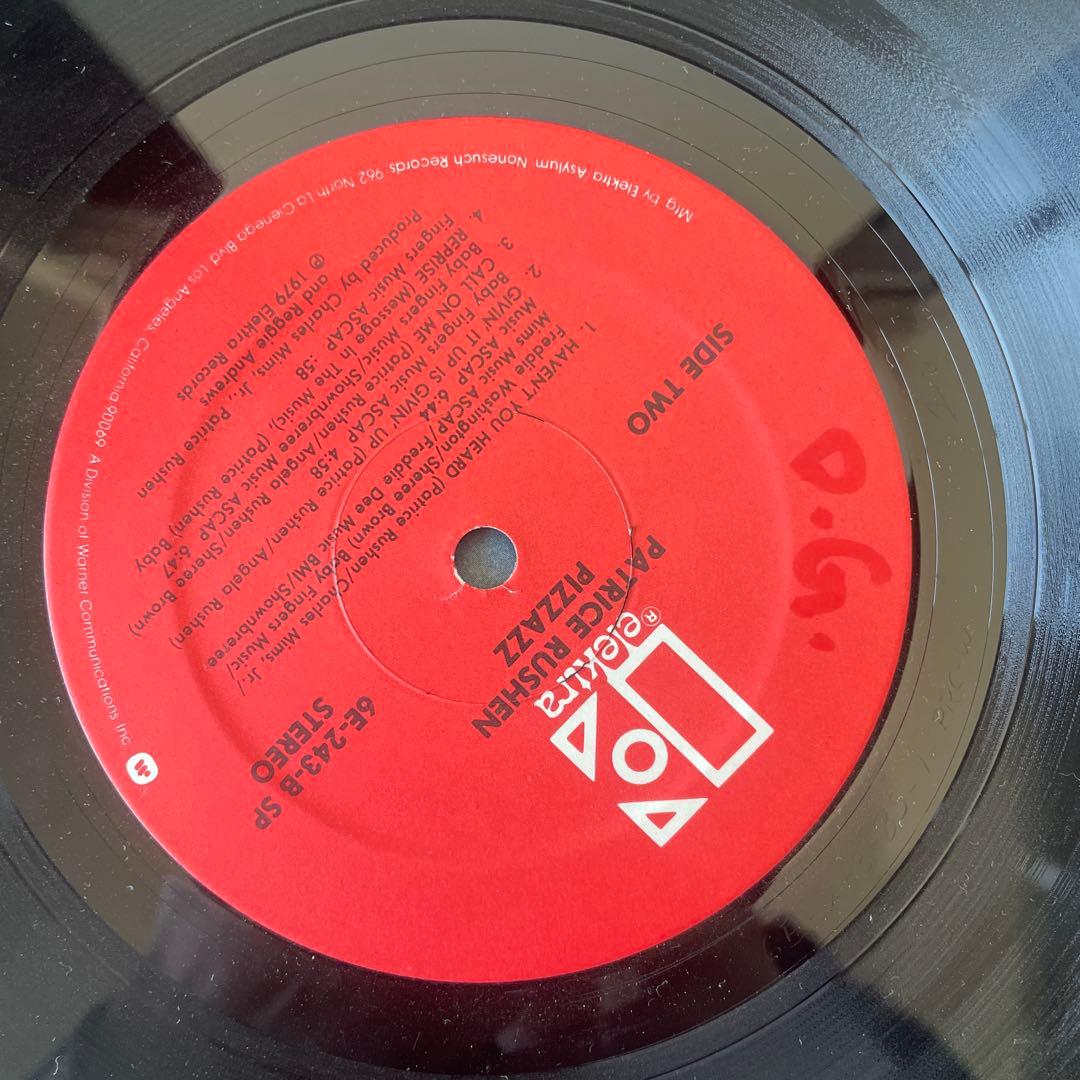 elektra®
PATRICE RUSHEN
PIZZAZZ
SIDE TWO
6E-243-B SP
STEREO
1. HAVEN'T YOU HEARD (Patrice Rushen/Charles Mims, Jr./
Freddie Washington/Sheree Brown) Baby Fingers Music/
Mims Music ASCAP/Freddie Dee Music BMI/Shownbreree
Music ASCAP 6:44
2. GIVIN' IT UP IS GIVIN' UP (Patrice Rushen/Angela Rushen)
Baby Fingers Music ASCAP 4:58
3. CALL ON ME (Patrice Rushen/Angela Rushen/Sheree Brown)
Baby Fingers Music/Shownbreree Music ASCAP 6:47
4. REPRISE (Message In The Music), (Patrice Rushen) Baby
Fingers Music ASCAP :58
Produced by Charles Mims, Jr., Patrice Rushen
and Reggie Andrews
℗ 1979 Elektra Records
Mfg. by Elektra Asylum Nonesuch Records, 962 North La Cienega Blvd. Los Angeles, California 90069. A Division of Warner Communications Inc.
D.G.